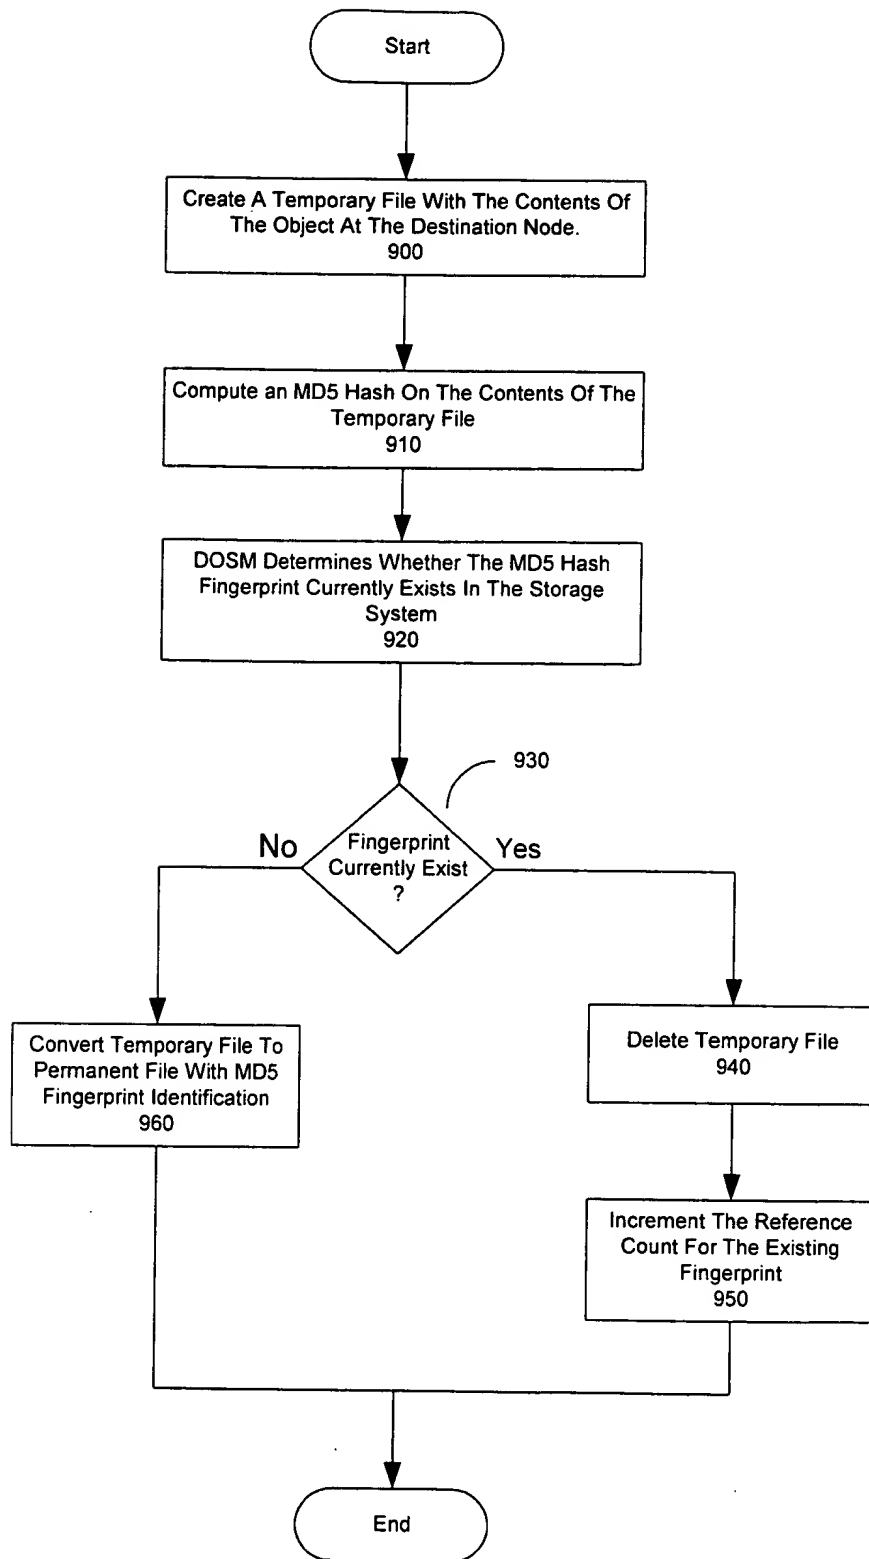 Start
Create A Temporary File With The Contents Of
The Object At The Destination Node.
900
Compute an MD5 Hash On The Contents Of The
Temporary File
910
DOSM Determines Whether The MD5 Hash
Fingerprint Currently Exists In The Storage
System
920
930
No
Fingerprint
Currently Exist
?
Yes
Convert Temporary File To
Permanent File With MD5
Fingerprint Identification
960
Delete Temporary File
940
Increment The Reference
Count For The Existing
Fingerprint
950
End